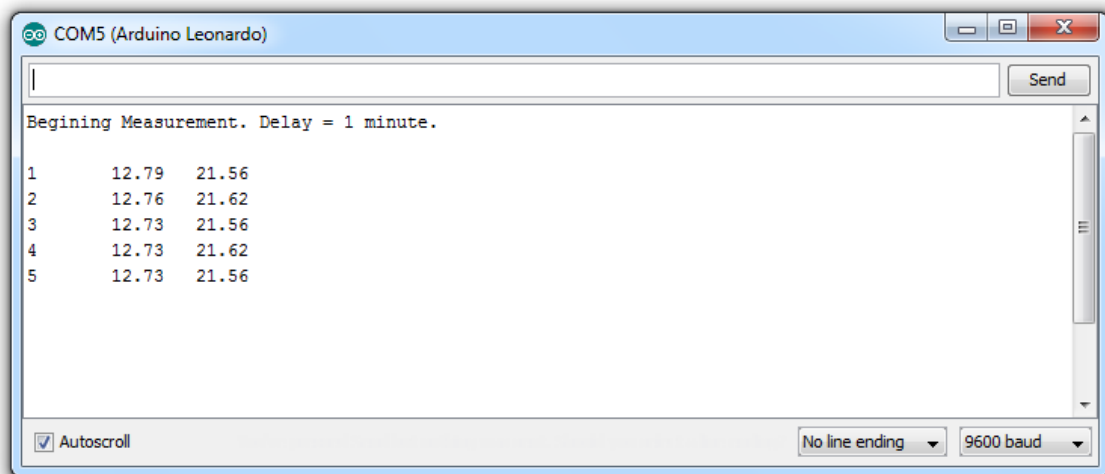 COM5 (Arduino Leonardo)
Send
Begining Measurement. Delay = 1 minute.
1 12.79 21.56
2 12.76 21.62
3 12.73 21.56
4 12.73 21.62
5 12.73 21.56
Autoscroll No line ending 9600 baud